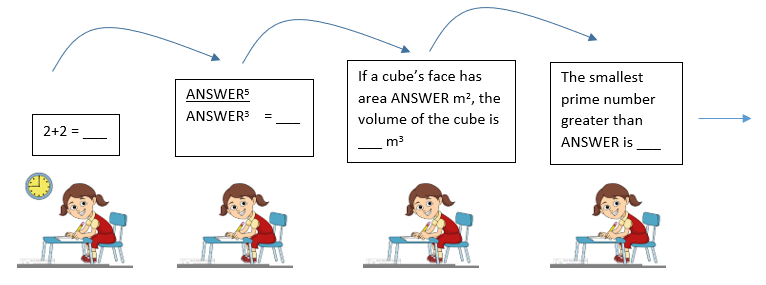 2+2 = ___
ANSWER⁵
ANSWER³ = ___
If a cube's face has
area ANSWER m², the
volume of the cube is
___ m³
The smallest
prime number
greater than
ANSWER is ___